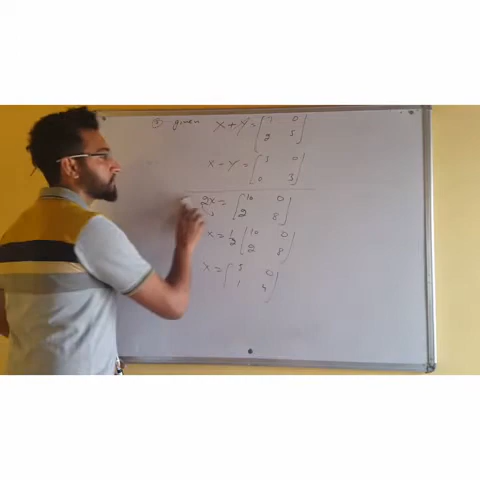 ③ given X+Y = [7 0
2 5]
X-Y = [3 0
0 3]
2X = [10 0
2 8]
X = 1/2 [10 0
2 8]
X = [5 0
1 4]